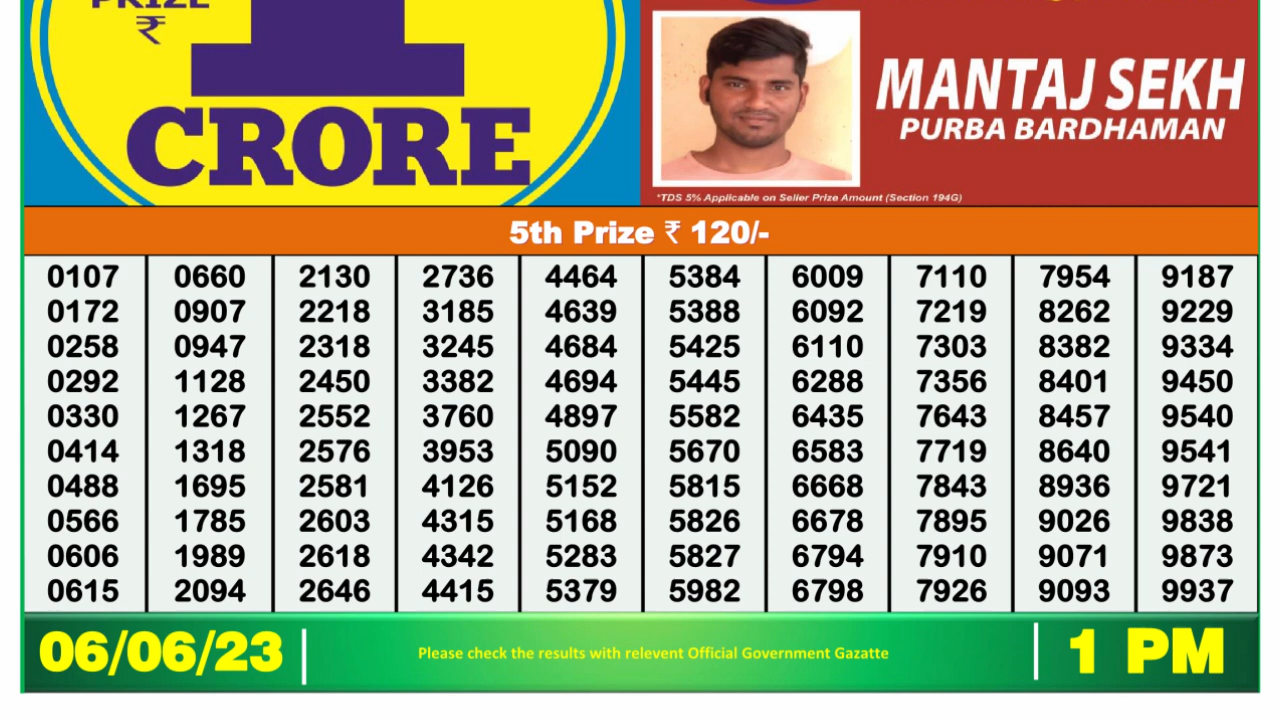 PRIZE
₹
1
CRORE
MANTAJ SEKH
PURBA BARDHAMAN
*TDS 5% Applicable on Seller Prize Amount (Section 194G)
5th Prize ₹ 120/-
0107 0660 2130 2736 4464 5384 6009 7110 7954 9187
0172 0907 2218 3185 4639 5388 6092 7219 8262 9229
0258 0947 2318 3245 4684 5425 6110 7303 8382 9334
0292 1128 2450 3382 4694 5445 6288 7356 8401 9450
0330 1267 2552 3760 4897 5582 6435 7643 8457 9540
0414 1318 2576 3953 5090 5670 6583 7719 8640 9541
0488 1695 2581 4126 5152 5815 6668 7843 8936 9721
0566 1785 2603 4315 5168 5826 6678 7895 9026 9838
0606 1989 2618 4342 5283 5827 6794 7910 9071 9873
0615 2094 2646 4415 5379 5982 6798 7926 9093 9937
06/06/23
Please check the results with relevent Official Government Gazatte
1 PM